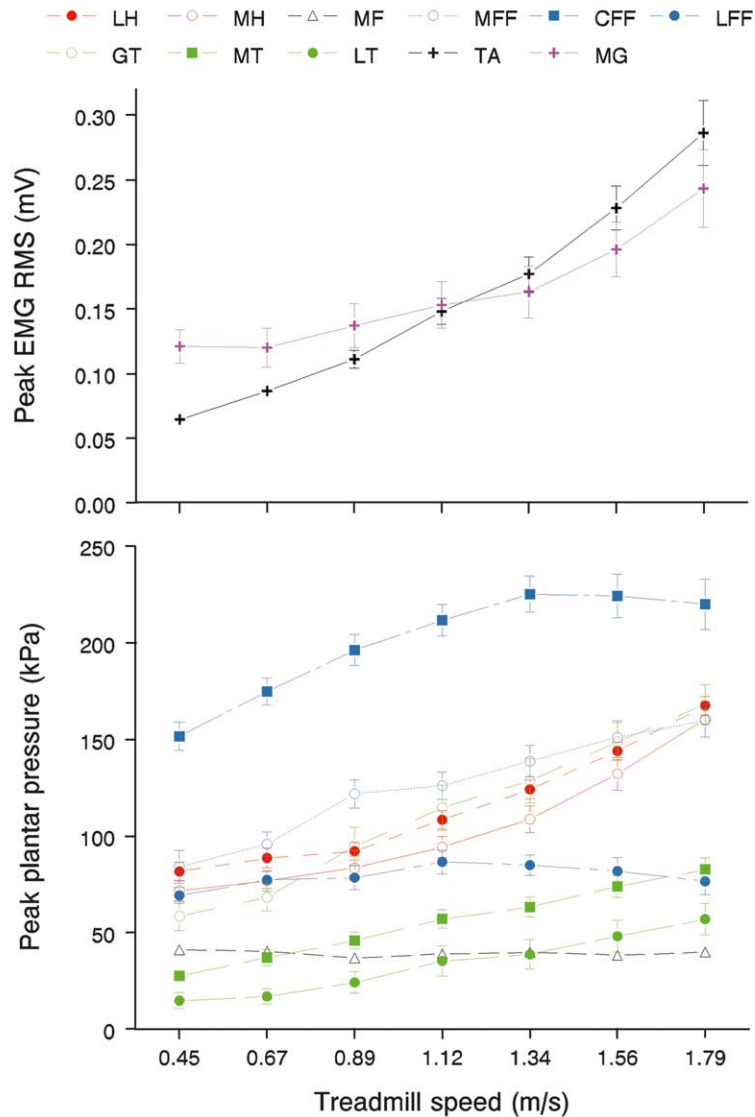 LH MH MF MFF CFF LFF
GT MT LT TA MG
0.30
0.25
0.20
0.15
0.10
0.05
0.00
Peak EMG RMS (mV)
250
200
150
100
50
0
Peak plantar pressure (kPa)
0.45 0.67 0.89 1.12 1.34 1.56 1.79
Treadmill speed (m/s)